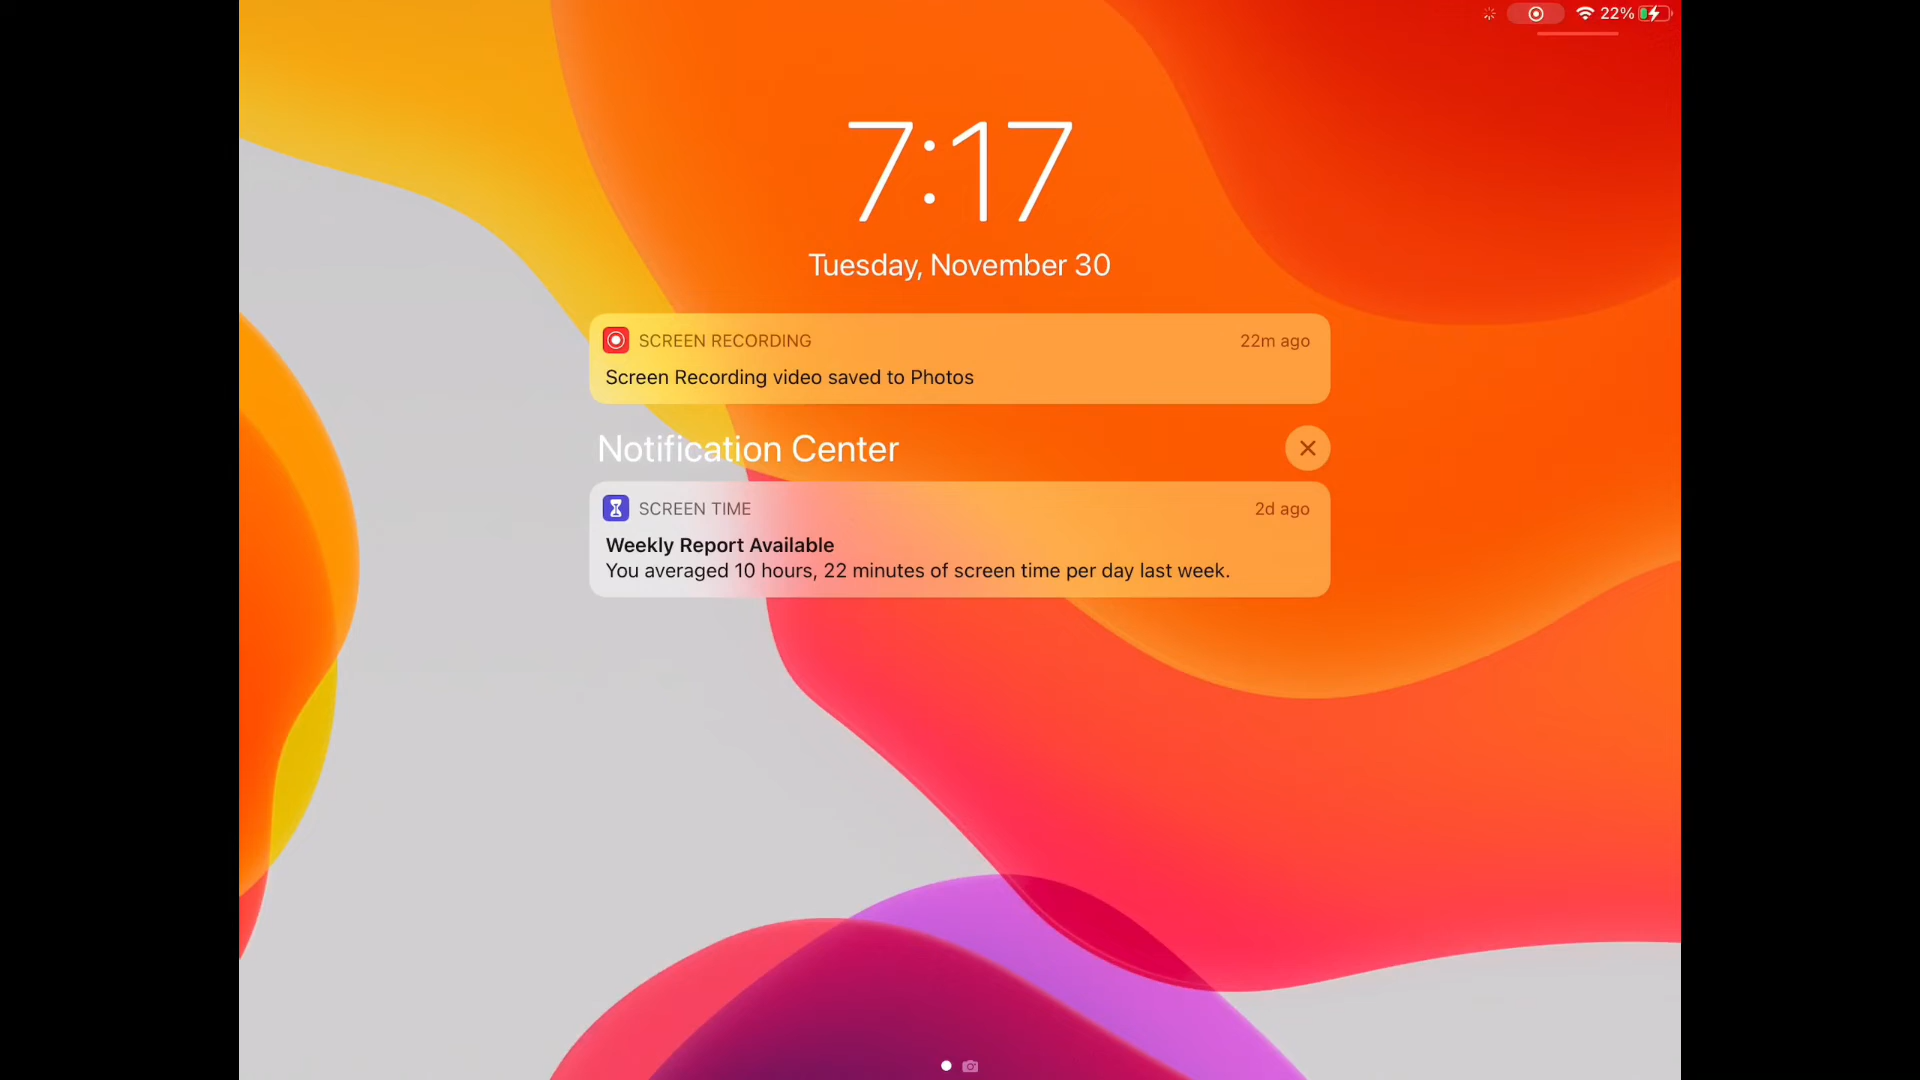 22%
7:17
Tuesday, November 30
SCREEN RECORDING 22m ago
Screen Recording video saved to Photos
Notification Center
SCREEN TIME 2d ago
Weekly Report Available
You averaged 10 hours, 22 minutes of screen time per day last week.